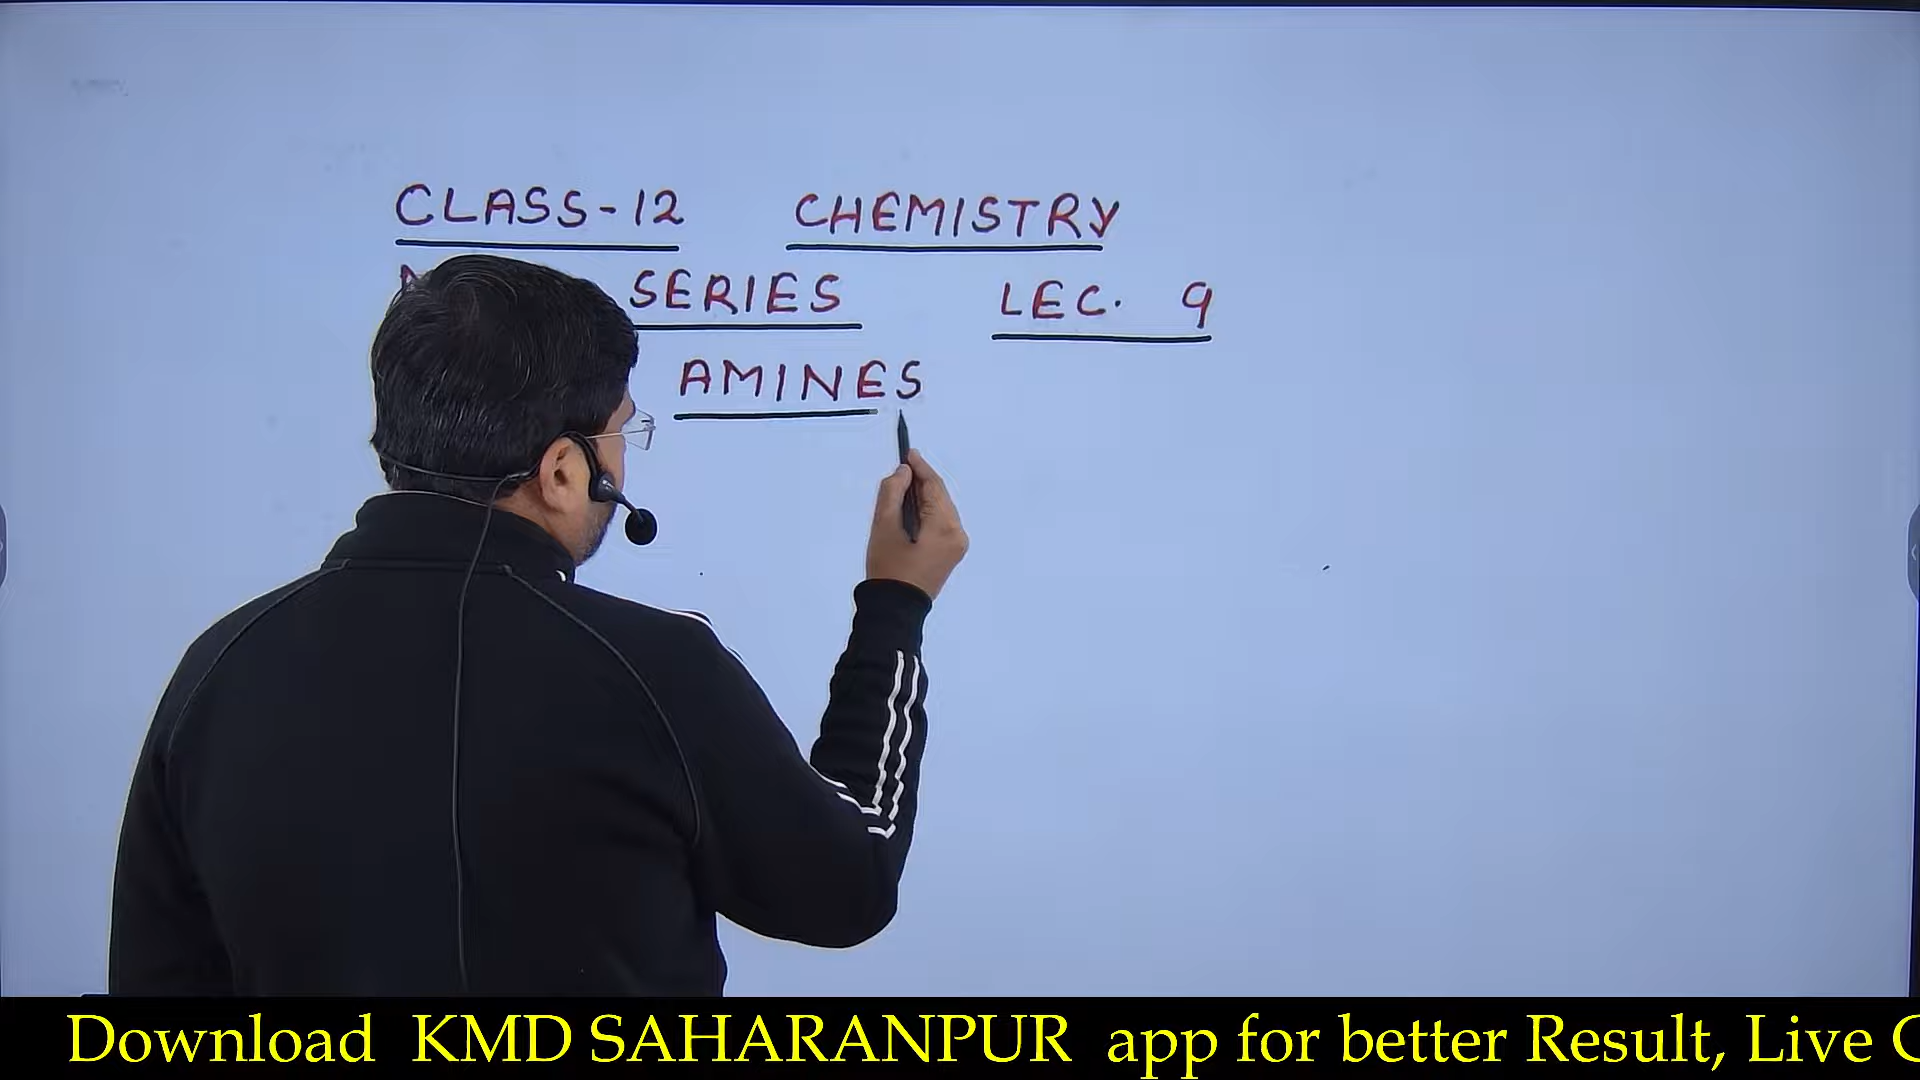 CLASS-12 CHEMISTRY
SERIES LEC. 9
AMINES
Download KMD SAHARANPUR app for better Result, Live